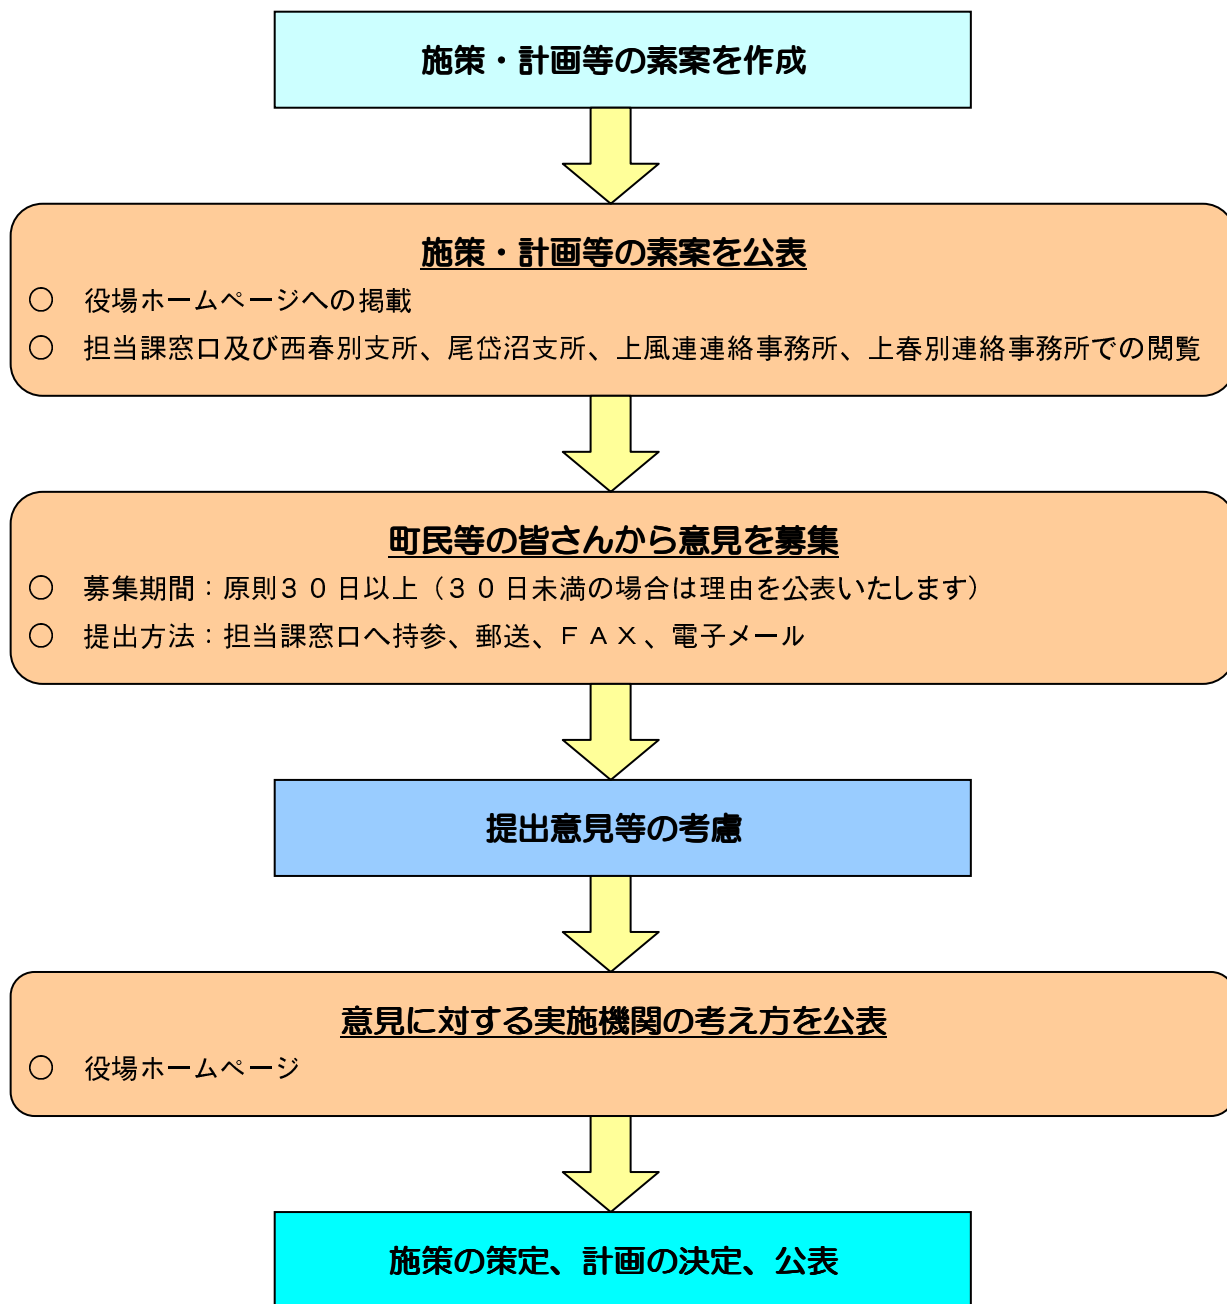 施策・計画等の素案を作成
施策・計画等の素案を公表
○　役場ホームページへの掲載
○　担当課窓口及び西春別支所、尾岱沼支所、上風連連絡事務所、上春別連絡事務所での閲覧
町民等の皆さんから意見を募集
○　募集期間：原則３０日以上（３０日未満の場合は理由を公表いたします）
○　提出方法：担当課窓口へ持参、郵送、ＦＡＸ、電子メール
提出意見等の考慮
意見に対する実施機関の考え方を公表
○　役場ホームページ
施策の策定、計画の決定、公表